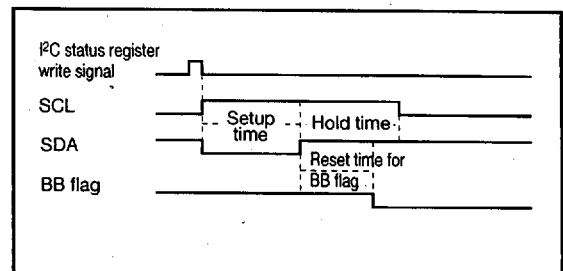 I²C status register
write signal
SCL
Setup
time
Hold time
SDA
Reset time for
BB flag
BB flag